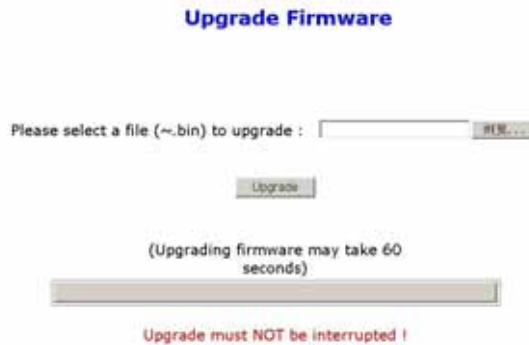 Upgrade Firmware
Please select a file (~.bin) to upgrade :
Upgrade
(Upgrading firmware may take 60
seconds)
Upgrade must NOT be interrupted !